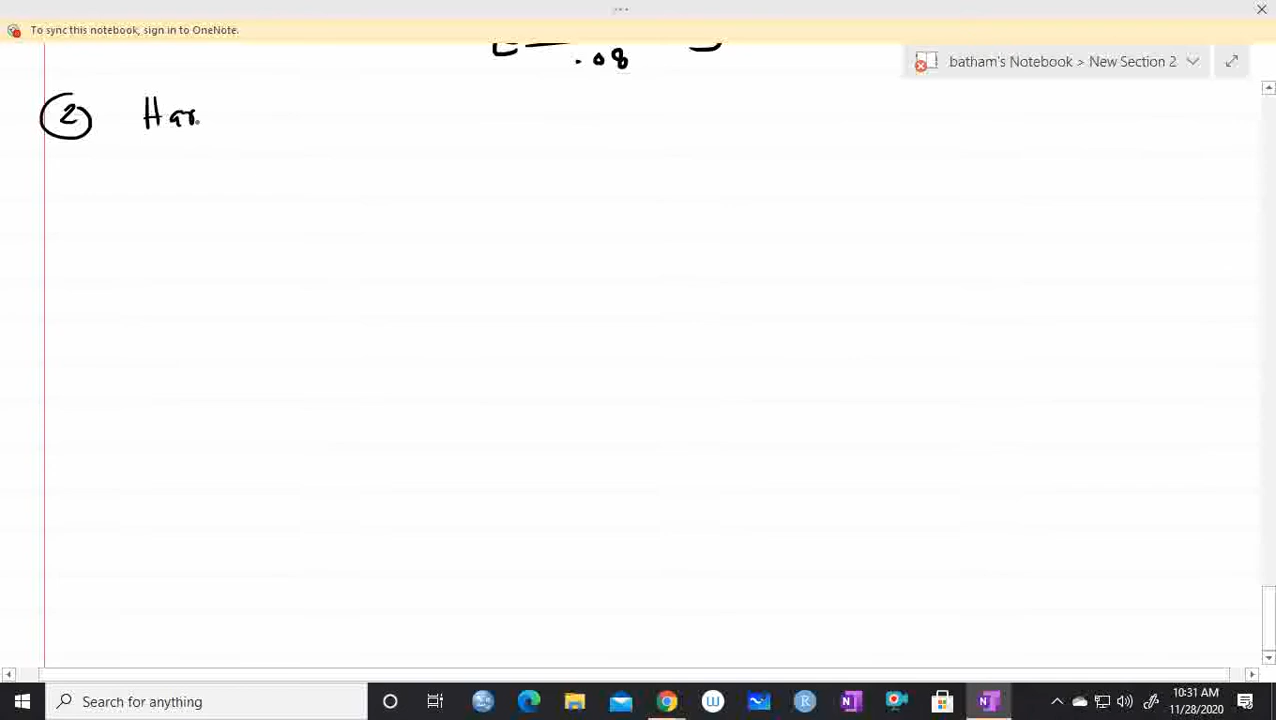 To sync this notebook, sign in to OneNote.
.08
batham's Notebook > New Section 2
2 Har
Search for anything
10:31 AM
11/28/2020